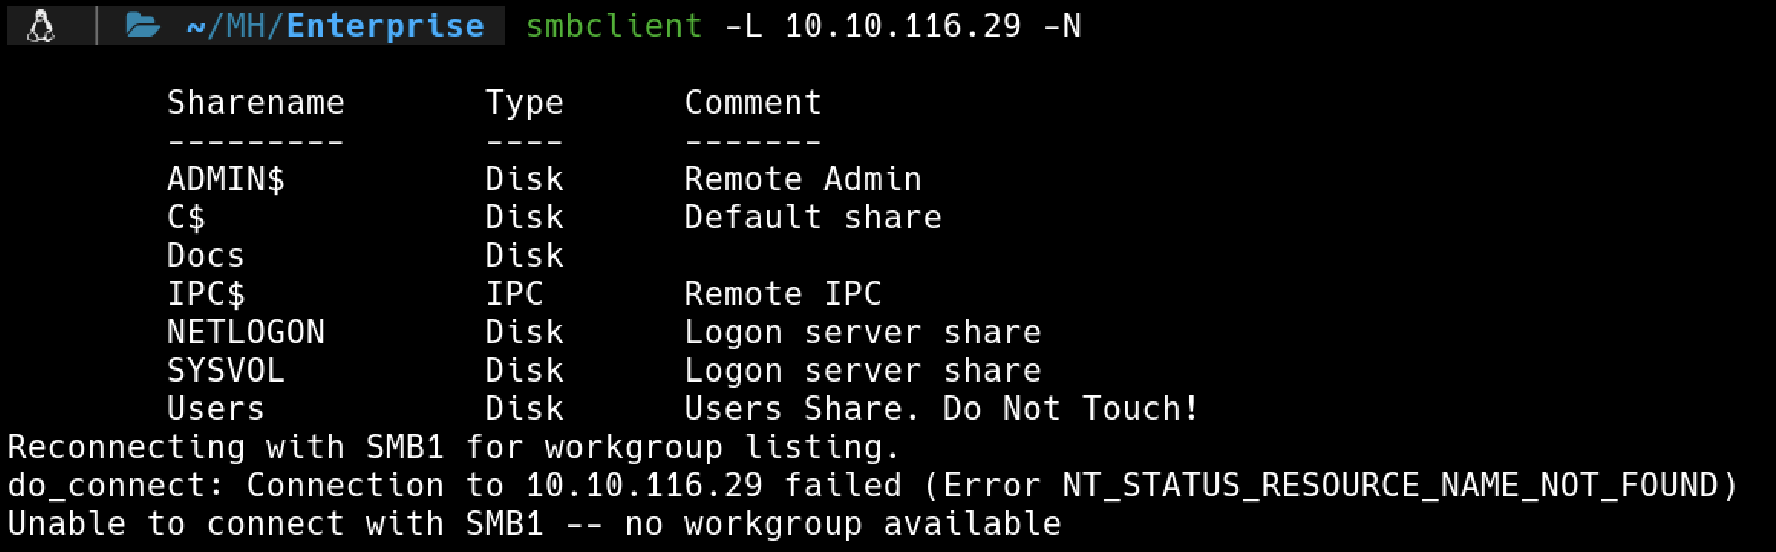 ~/MH/Enterprise smbclient -L 10.10.116.29 -N
Sharename Type Comment
--------- ---- -------
ADMIN$ Disk Remote Admin
C$ Disk Default share
Docs Disk
IPC$ IPC Remote IPC
NETLOGON Disk Logon server share
SYSVOL Disk Logon server share
Users Disk Users Share. Do Not Touch!
Reconnecting with SMB1 for workgroup listing.
do_connect: Connection to 10.10.116.29 failed (Error NT_STATUS_RESOURCE_NAME_NOT_FOUND)
Unable to connect with SMB1 -- no workgroup available